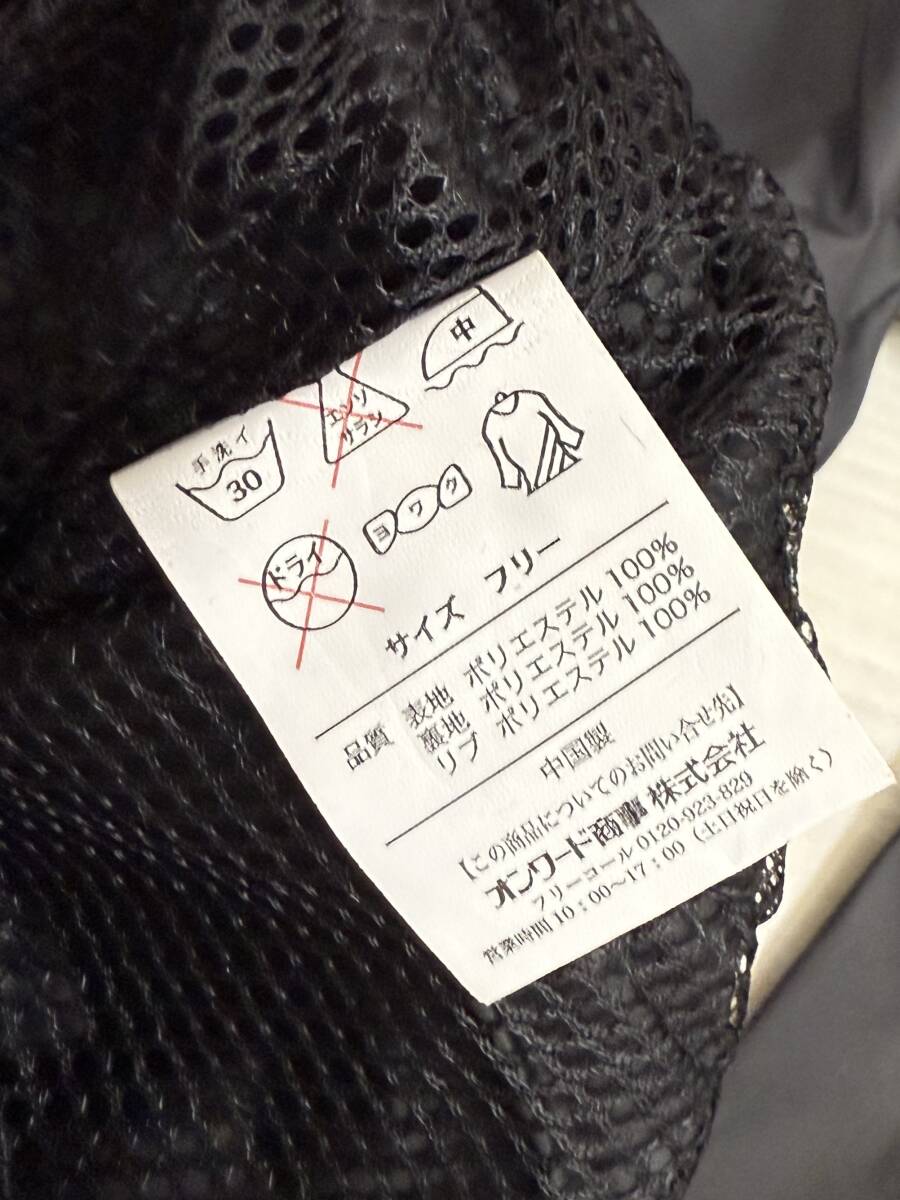 手洗イ
30
エンソ
サラシ
中
ドライ
ヨワク
サイズ フリー
品質 表地 ポリエステル 100%
裏地 ポリエステル 100%
リブ ポリエステル 100%
中国製
【この商品についてのお問い合せ先】
オンワード商事株式会社
フリーコール 0120-923-829
営業時間 10:00〜17:00 (土日祝日を除く)